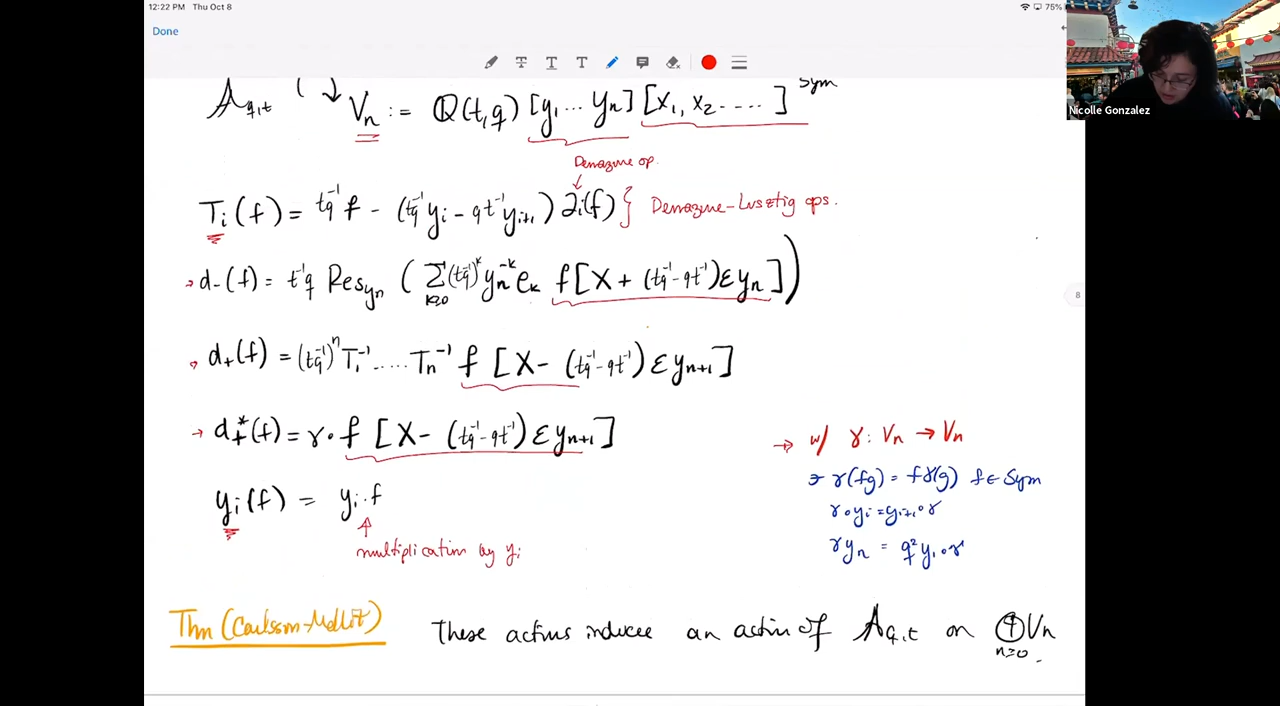 12:22 PM Thu Oct 8
75%
Done
Nicolle Gonzalez
A_{q,t} V_n := Q(t,q) [y_1 ... y_n] [x_1, x_2 ....]^{Sym}
Demazure op.
T_i(f) = tq^{-1} f - (tq^{-1} y_i - qt^{-1} y_{i+1}) ∂_i(f) } Demazure-Lusztig ops.
→ d_-(f) = t^{-1}q Res_{y_n} ( Σ_{k≥0} (tq^{-1})^k y_n^{-k} e_k f[X + (tq^{-1} - qt^{-1}) ε y_n] )
8
→ d_+(f) = (tq^{-1})^n T_1^{-1} ..... T_n^{-1} f [X - (tq^{-1} - qt^{-1}) ε y_{n+1}]
→ d_+^*(f) = γ∘f [X - (tq^{-1} - qt^{-1}) ε y_{n+1}]
→ w/ γ: V_n → V_n
∋ γ(fg) = fγ(g) f ∈ Sym
y_i(f) = y_i · f
γ∘y_i = y_{i+1}∘γ
multiplication by y_i
γ y_n = q^2 y_1∘γ
Thm (Carlsson-Mellit) These actions induce an action of A_{q,t} on ⊕_{n≥0} V_n